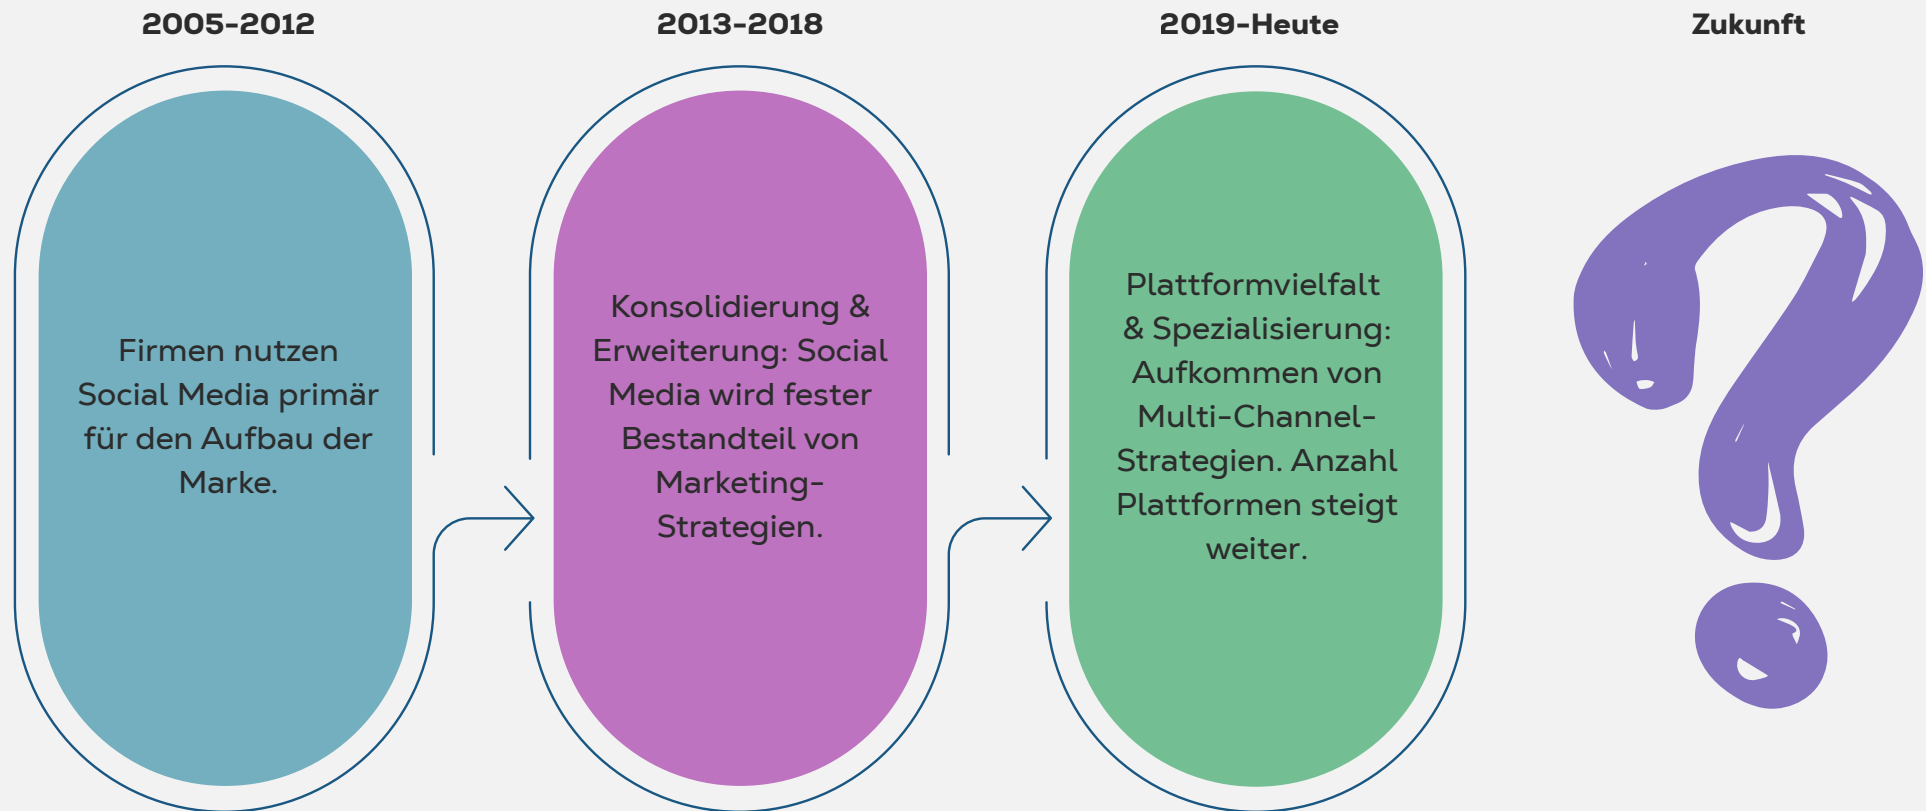 2005-2012
Firmen nutzen
Social Media primär
für den Aufbau der
Marke.
2013-2018
Konsolidierung &
Erweiterung: Social
Media wird fester
Bestandteil von
Marketing-
Strategien.
2019-Heute
Plattformvielfalt
& Spezialisierung:
Aufkommen von
Multi-Channel-
Strategien. Anzahl
Plattformen steigt
weiter.
Zukunft
?